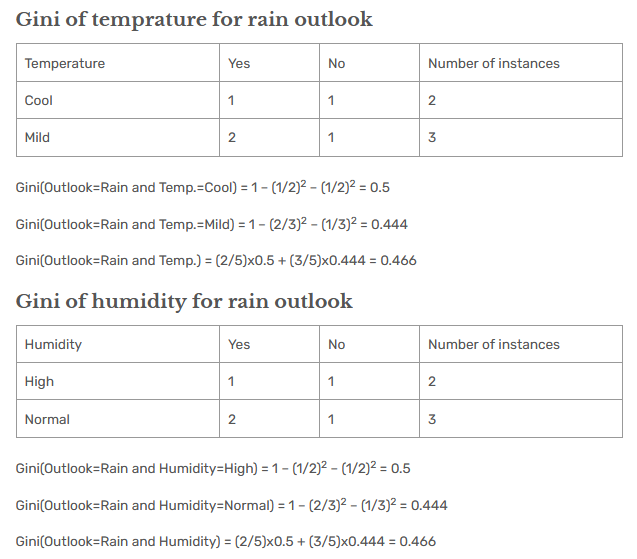 Gini of temprature for rain outlook
Temperature Yes No Number of instances
Cool 1 1 2
Mild 2 1 3
Gini(Outlook=Rain and Temp.=Cool) = 1 – (1/2)² – (1/2)² = 0.5
Gini(Outlook=Rain and Temp.=Mild) = 1 – (2/3)² – (1/3)² = 0.444
Gini(Outlook=Rain and Temp.) = (2/5)x0.5 + (3/5)x0.444 = 0.466
Gini of humidity for rain outlook
Humidity Yes No Number of instances
High 1 1 2
Normal 2 1 3
Gini(Outlook=Rain and Humidity=High) = 1 – (1/2)² – (1/2)² = 0.5
Gini(Outlook=Rain and Humidity=Normal) = 1 – (2/3)² – (1/3)² = 0.444
Gini(Outlook=Rain and Humidity) = (2/5)x0.5 + (3/5)x0.444 = 0.466